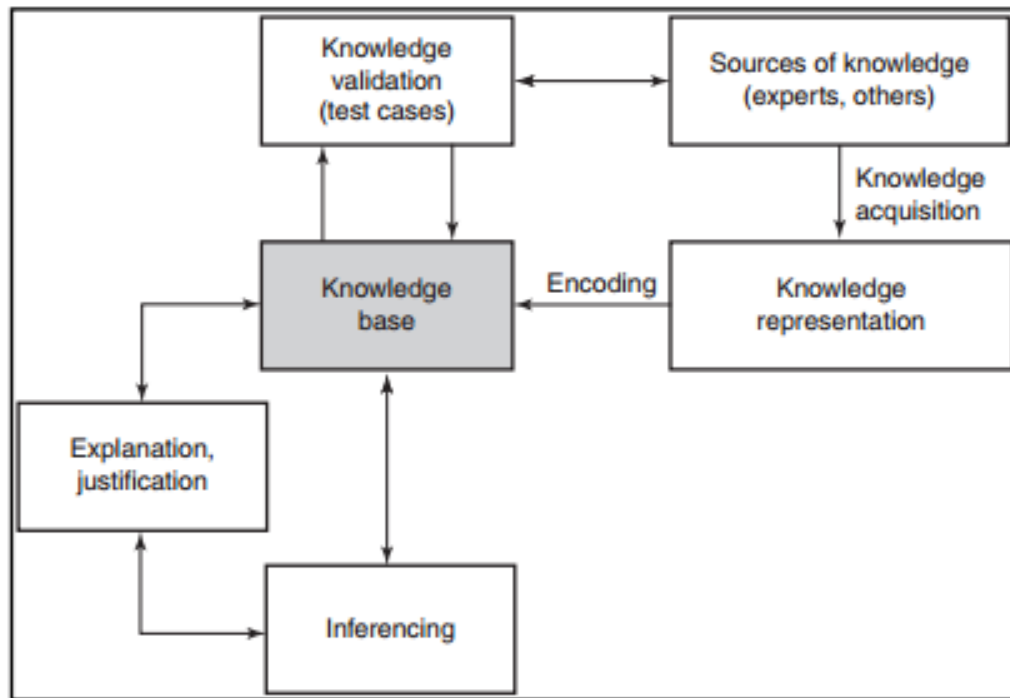 Knowledge
validation
(test cases)
Sources of knowledge
(experts, others)
Knowledge
acquisition
Knowledge
base
Encoding
Knowledge
representation
Explanation,
justification
Inferencing